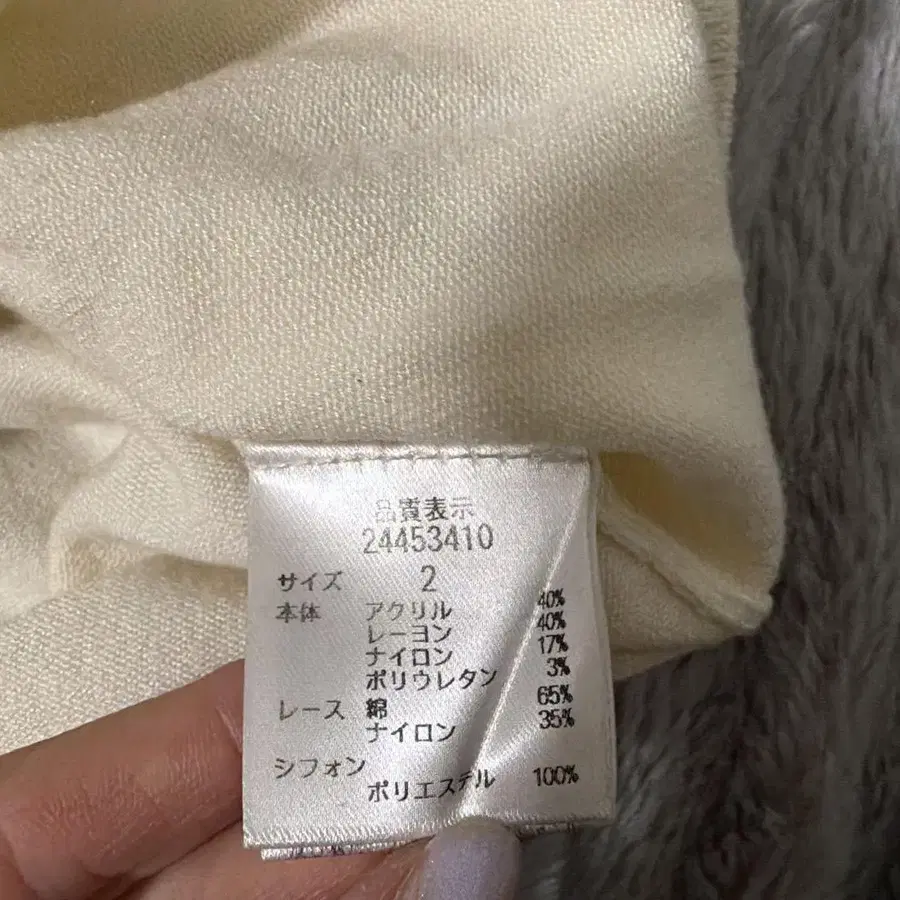 品質表示
24453410
サイズ 2
本体 アクリル 40%
レーヨン 40%
ナイロン 17%
ポリウレタン 3%
レース 綿 65%
ナイロン 35%
シフォン
ポリエステル 100%